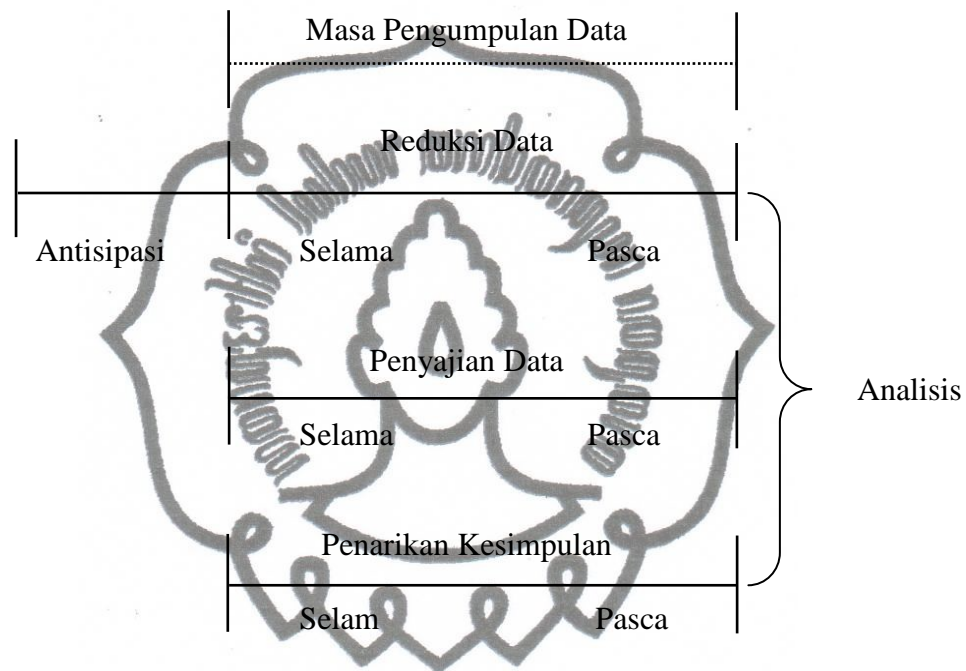 Masa Pengumpulan Data
Reduksi Data
Antisipasi Selama Pasca
Penyajian Data
Analisis
Selama Pasca
Penarikan Kesimpulan
Selam Pasca